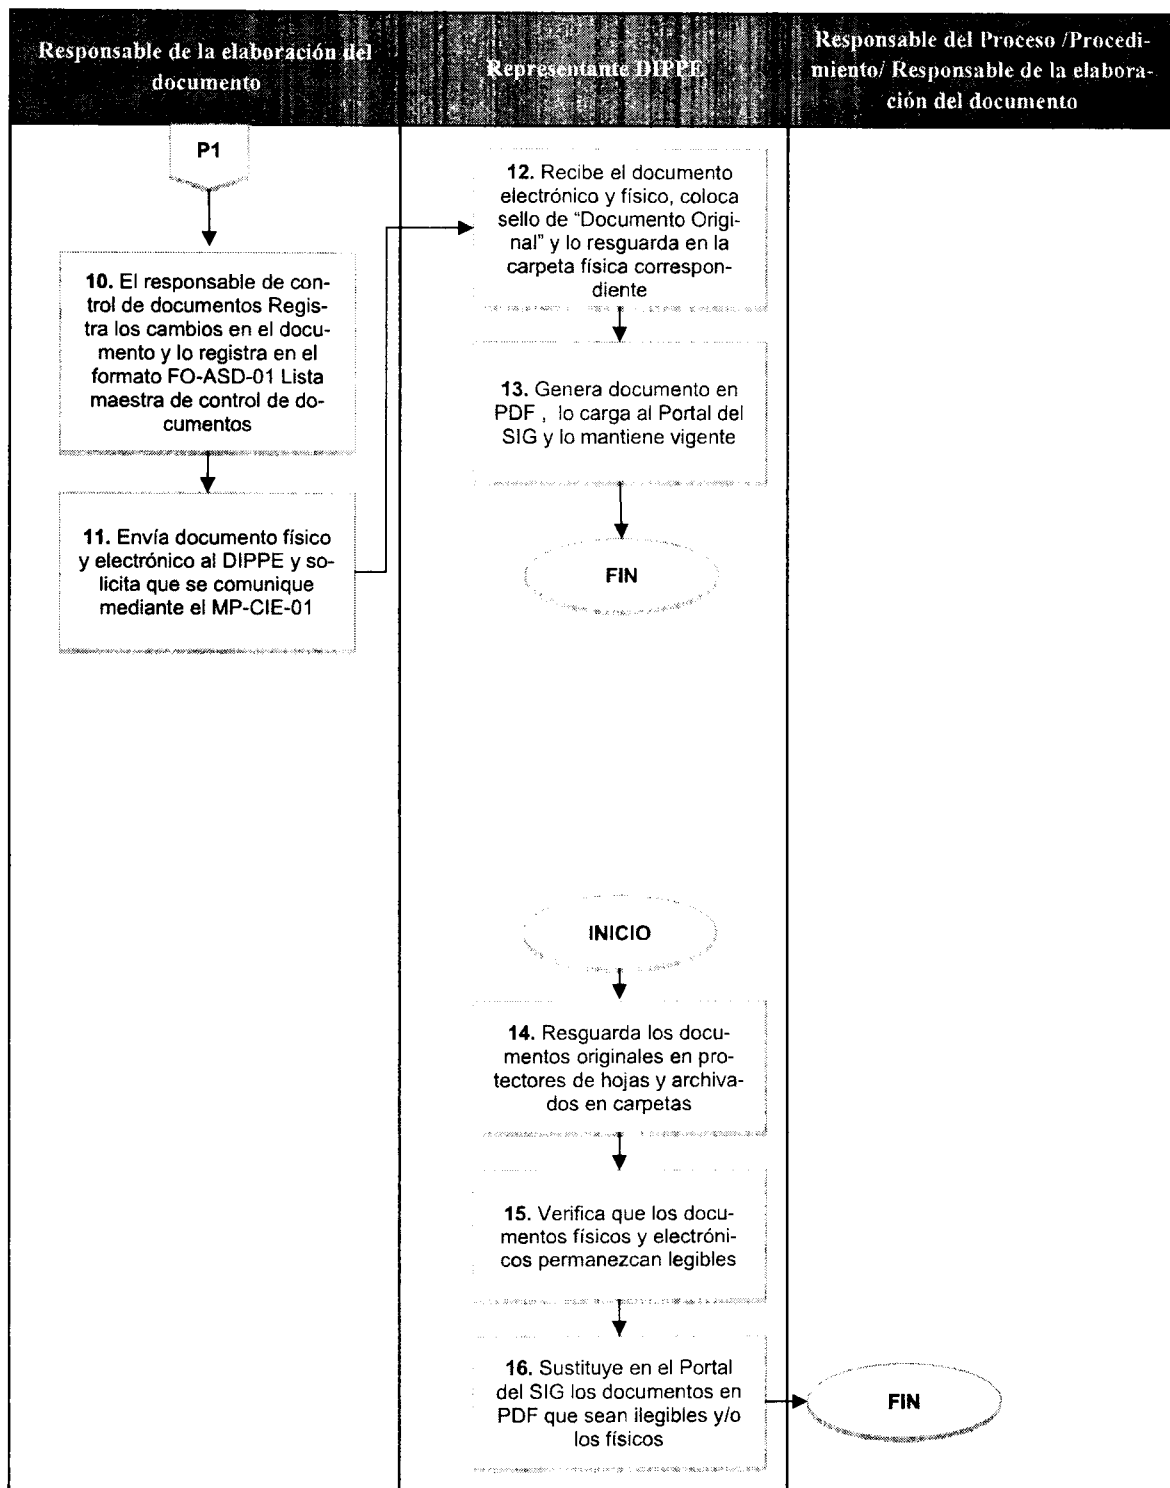 Responsable de la elaboración del
documento
Representante DIPPE
Responsable del Proceso /Procedi-
miento/ Responsable de la elabora-
ción del documento
P1
10. El responsable de con-
trol de documentos Regis-
tra los cambios en el docu-
mento y lo registra en el
formato FO-ASD-01 Lista
maestra de control de do-
cumentos
11. Envía documento físico
y electrónico al DIPPE y so-
licita que se comunique
mediante el MP-CIE-01
12. Recibe el documento
electrónico y físico, coloca
sello de “Documento Origi-
nal” y lo resguarda en la
carpeta física correspon-
diente
13. Genera documento en
PDF , lo carga al Portal del
SIG y lo mantiene vigente
FIN
INICIO
14. Resguarda los docu-
mentos originales en pro-
tectores de hojas y archiva-
dos en carpetas
15. Verifica que los docu-
mentos físicos y electróni-
cos permanezcan legibles
16. Sustituye en el Portal
del SIG los documentos en
PDF que sean ilegibles y/o
los físicos
FIN